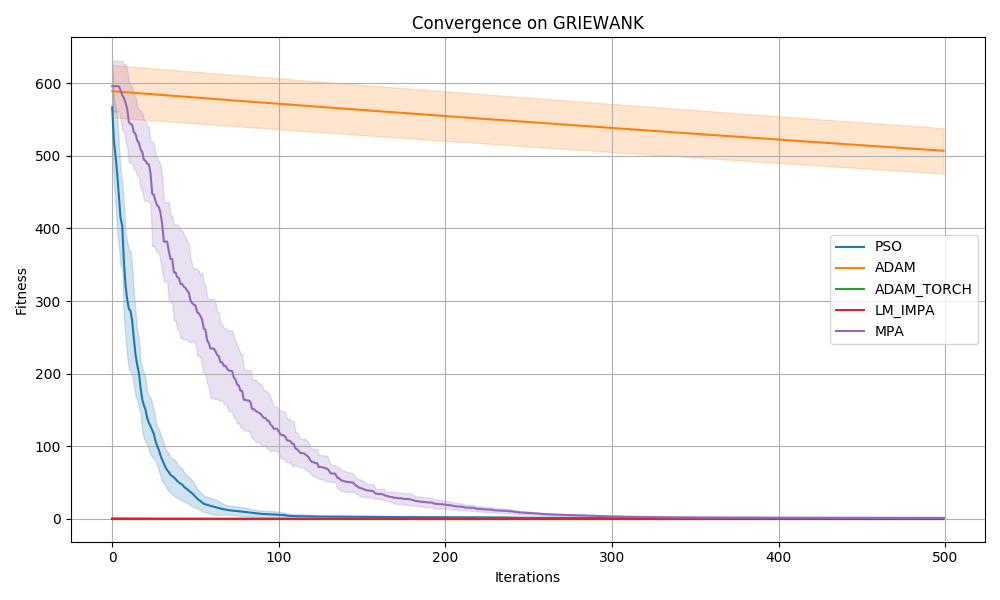 Convergence on GRIEWANK
Fitness
600
500
400
300
200
100
0
0
100
200
300
400
500
Iterations
PSO
ADAM
ADAM_TORCH
LM_IMPA
MPA